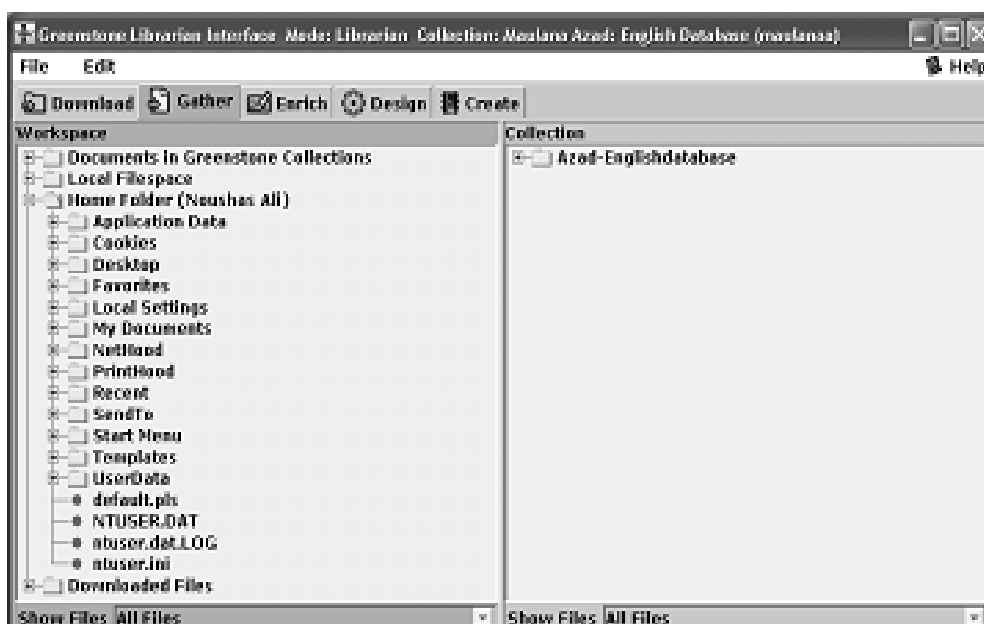 Greenstone Librarian Interface Mode: Librarian Collection: Maulana Azad: English Database (maulanaa)
File Edit Help
Download Gather Enrich Design Create
Workspace
Documents in Greenstone Collections
Local Filespace
Home Folder (Noushas Ali)
Application Data
Cookies
Desktop
Favorites
Local Settings
My Documents
NetHood
PrintHood
Recent
SendTo
Start Menu
Templates
UserData
default.pls
NTUSER.DAT
ntuser.dat.LOG
ntuser.ini
Downloaded Files
Show Files All Files
Collection
Azad-Englishdatabase
Show Files All Files